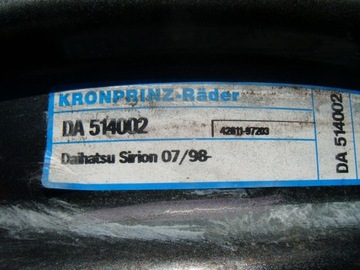 KRONPRINZ-Räder
DA 514002
42611-97203
Daihatsu Sirion 07/98-
DA 514002